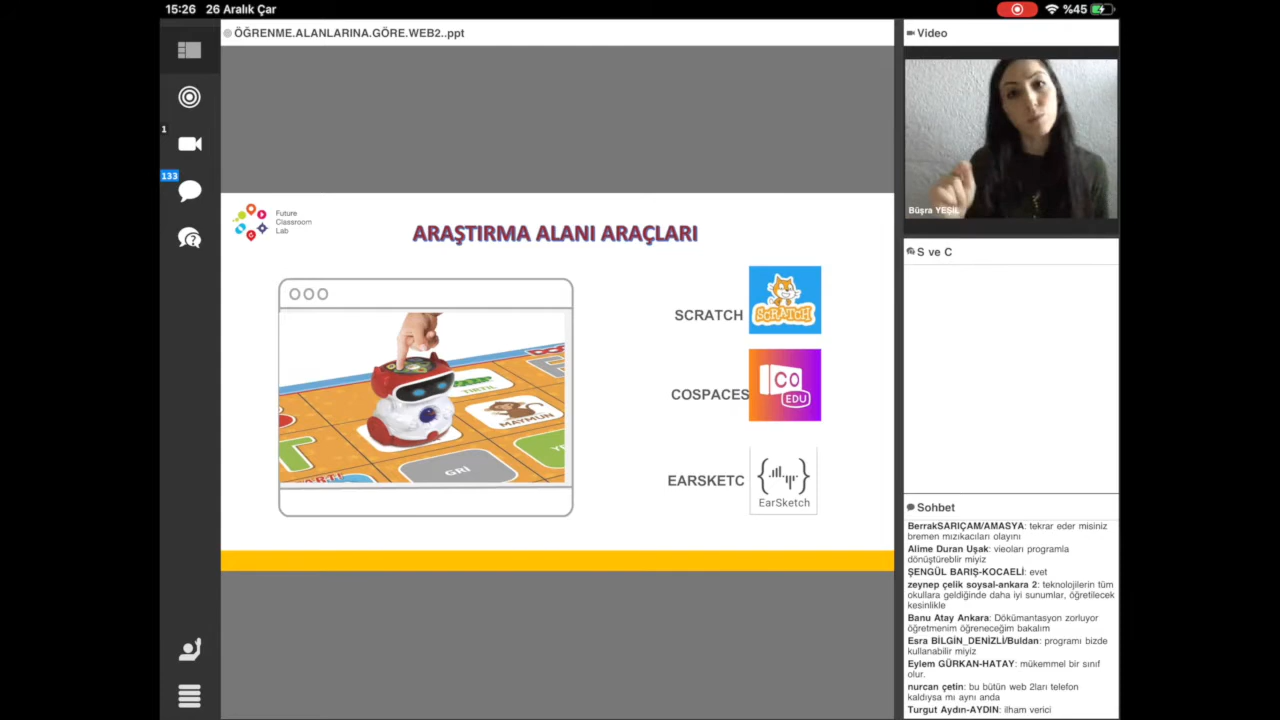 15:26 26 Aralık Çar
%45
ÖĞRENME.ALANLARINA.GÖRE.WEB2..ppt
Video
1
133
Future
Classroom
Lab
ARAŞTIRMA ALANI ARAÇLARI
SCRATCH
SCRATCH
COSPACES
CO
EDU
EARSKETC
EarSketch
TIRTIL
MAYMUN
GRİ
Büşra YEŞİL
S ve C
Sohbet
BerrakSARIÇAM/AMASYA: tekrar eder misiniz
bremen mızıkacıları olayını
Alime Duran Uşak: vieoları programla
dönüştüreblir miyiz
ŞENGÜL BARIŞ-KOCAELİ: evet
zeynep çelik soysal-ankara 2: teknolojilerin tüm
okullara geldiğinde daha iyi sunumlar, öğretilecek
kesinlikle
Banu Atay Ankara: Dökümantasyon zorluyor
öğretmenim öğreneceğim bakalım
Esra BİLGİN_DENİZLİ/Buldan: programı bizde
kullanabilir miyiz
Eylem GÜRKAN-HATAY: mükemmel bir sınıf
olur.
nurcan çetin: bu bütün web 2ları telefon
kaldıysa mı aynı anda
Turgut Aydın-AYDIN: ilham verici